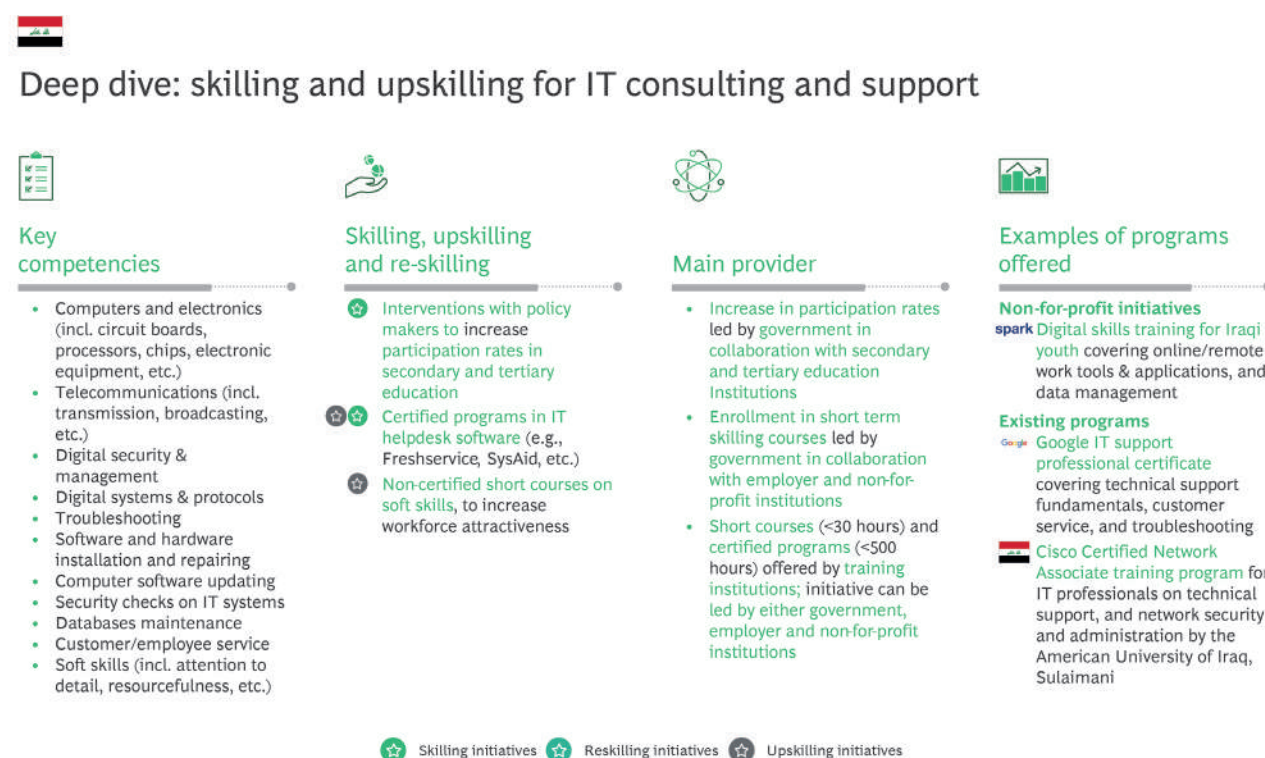 Deep dive: skilling and upskilling for IT consulting and support
Key
competencies
• Computers and electronics
(incl. circuit boards,
processors, chips, electronic
equipment, etc.)
• Telecommunications (incl.
transmission, broadcasting,
etc.)
• Digital security &
management
• Digital systems & protocols
• Troubleshooting
• Software and hardware
installation and repairing
• Computer software updating
• Security checks on IT systems
• Databases maintenance
• Customer/employee service
• Soft skills (incl. attention to
detail, resourcefulness, etc.)
Skilling, upskilling
and re-skilling
Interventions with policy
makers to increase
participation rates in
secondary and tertiary
education
Certified programs in IT
helpdesk software (e.g.,
Freshservice, SysAid, etc.)
Non-certified short courses on
soft skills, to increase
workforce attractiveness
Main provider
• Increase in participation rates
led by government in
collaboration with secondary
and tertiary education
Institutions
• Enrollment in short term
skilling courses led by
government in collaboration
with employer and non-for-
profit institutions
• Short courses (<30 hours) and
certified programs (<500
hours) offered by training
institutions; initiative can be
led by either government,
employer and non-for-profit
institutions
Examples of programs
offered
Non-for-profit initiatives
spark Digital skills training for Iraqi
youth covering online/remote
work tools & applications, and
data management
Existing programs
Google Google IT support
professional certificate
covering technical support
fundamentals, customer
service, and troubleshooting
Cisco Certified Network
Associate training program for
IT professionals on technical
support, and network security
and administration by the
American University of Iraq,
Sulaimani
Skilling initiatives Reskilling initiatives Upskilling initiatives